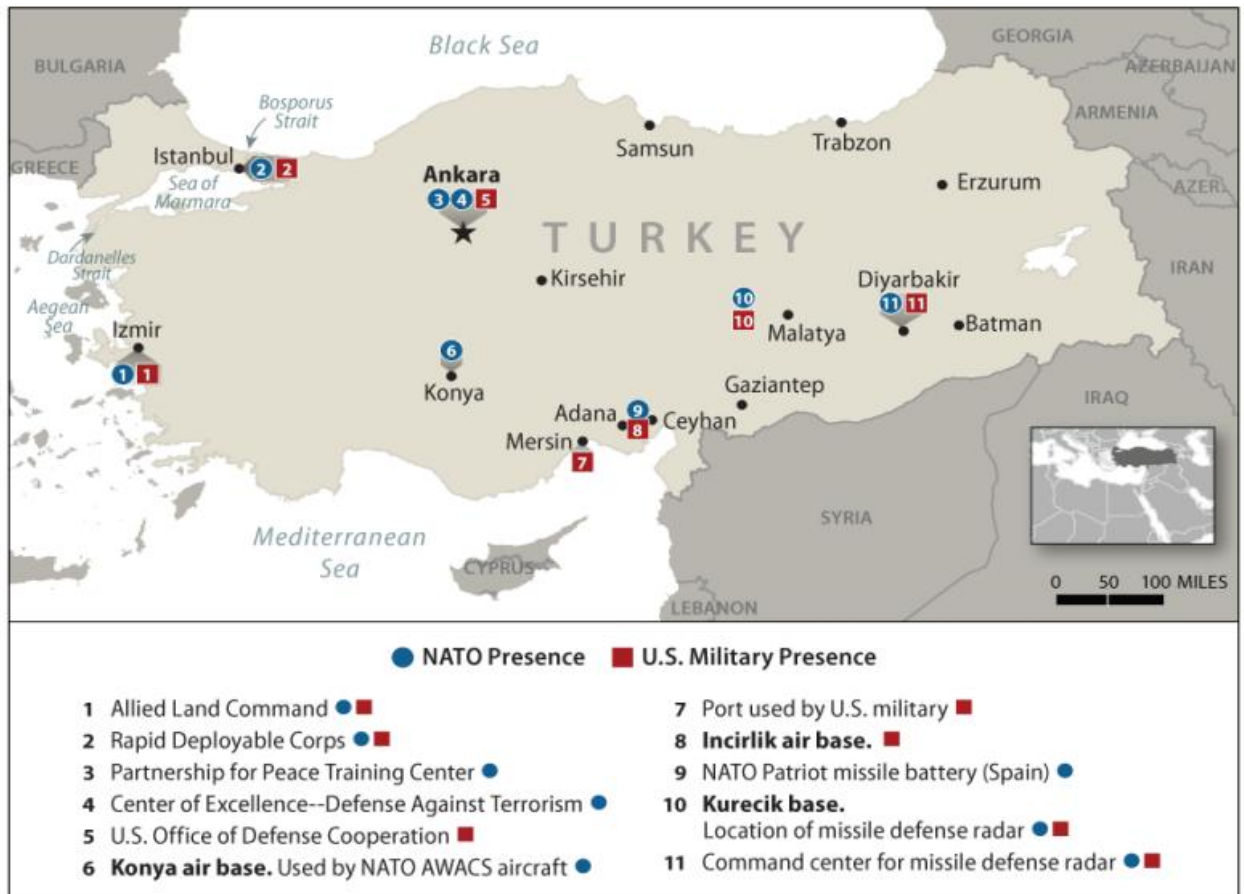 Black Sea
GEORGIA
BULGARIA
AZERBAIJAN
Bosporus
Strait
ARMENIA
Istanbul
2 2
Samsun
Trabzon
GREECE
Sea of
Marmara
Ankara
3 4 5
Erzurum
AZER.
TURKEY
Dardanelles
Strait
IRAN
Kirsehir
Diyarbakir
Aegean
Sea
10
11 11
Izmir
10
Malatya
Batman
6
1 1
Konya
Gaziantep
IRAQ
Adana
9
Ceyhan
8
Mersin
7
SYRIA
Mediterranean
Sea
CYPRUS
0 50 100 MILES
LEBANON
NATO Presence U.S. Military Presence
1 Allied Land Command
2 Rapid Deployable Corps
3 Partnership for Peace Training Center
4 Center of Excellence--Defense Against Terrorism
5 U.S. Office of Defense Cooperation
6 Konya air base. Used by NATO AWACS aircraft
7 Port used by U.S. military
8 Incirlik air base.
9 NATO Patriot missile battery (Spain)
10 Kurecik base.
Location of missile defense radar
11 Command center for missile defense radar